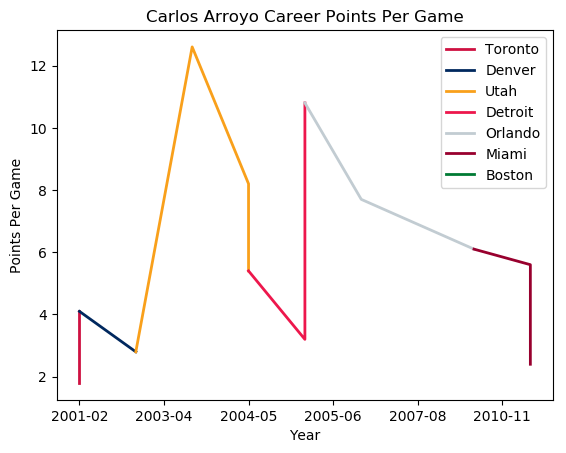 Carlos Arroyo Career Points Per Game
Toronto
Denver
Utah
Detroit
Orlando
Miami
Boston
12
10
8
6
4
2
Points Per Game
2001-02 2003-04 2004-05 2005-06 2007-08 2010-11
Year